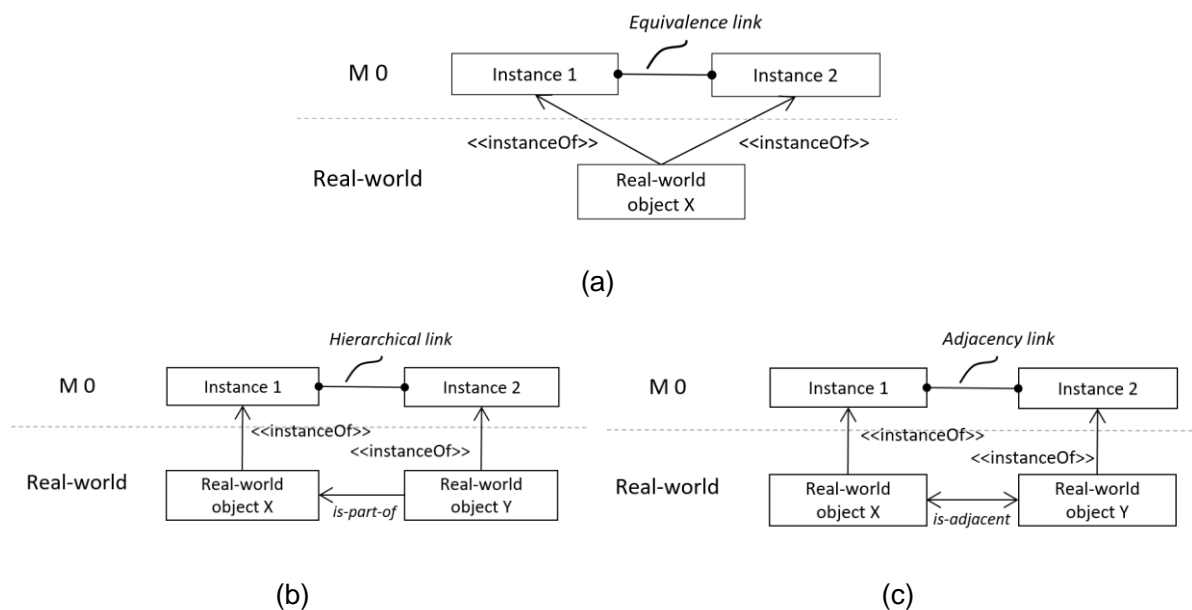 Equivalence link
M 0
Instance 1
Instance 2
<<instanceOf>>
<<instanceOf>>
Real-world
Real-world
object X
(a)
Hierarchical link
M 0
Instance 1
Instance 2
<<instanceOf>>
<<instanceOf>>
Real-world
Real-world
object X
is-part-of
Real-world
object Y
(b)
Adjacency link
M 0
Instance 1
Instance 2
<<instanceOf>>
<<instanceOf>>
Real-world
Real-world
object X
is-adjacent
Real-world
object Y
(c)